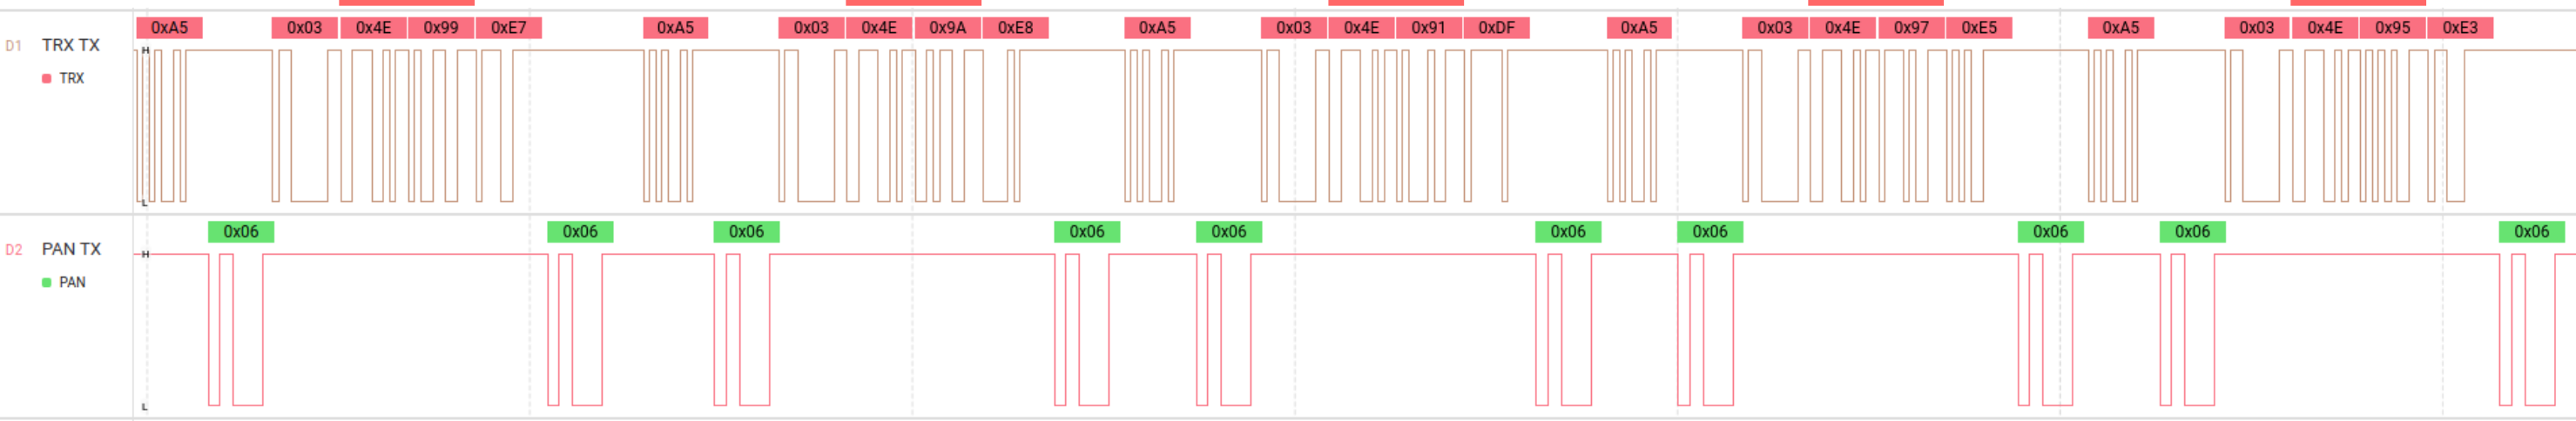 0xA5 0x03 0x4E 0x99 0xE7 0xA5 0x03 0x4E 0x9A 0xE8 0xA5 0x03 0x4E 0x91 0xDF 0xA5 0x03 0x4E 0x97 0xE5 0xA5 0x03 0x4E 0x95 0xE3
D1 TRX TX H
TRX
L
0x06 0x06 0x06 0x06 0x06 0x06 0x06 0x06 0x06 0x06
D2 PAN TX H
PAN
L